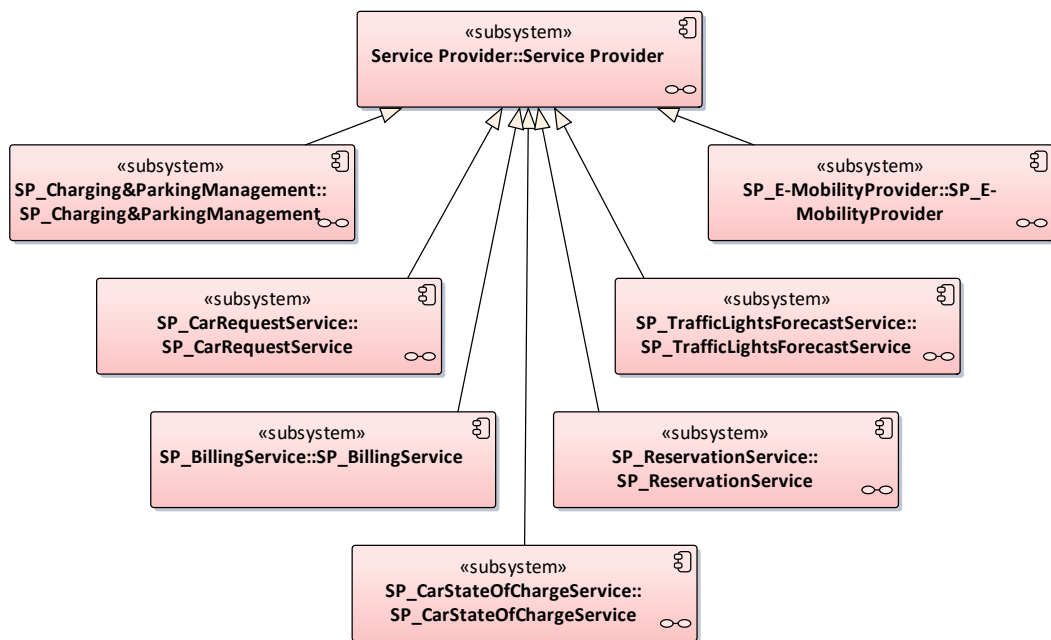 «subsystem»
Service Provider::Service Provider
«subsystem»
SP_Charging&ParkingManagement::
SP_Charging&ParkingManagement
«subsystem»
SP_E-MobilityProvider::SP_E-
MobilityProvider
«subsystem»
SP_CarRequestService::
SP_CarRequestService
«subsystem»
SP_TrafficLightsForecastService::
SP_TrafficLightsForecastService
«subsystem»
SP_BillingService::SP_BillingService
«subsystem»
SP_ReservationService::
SP_ReservationService
«subsystem»
SP_CarStateOfChargeService::
SP_CarStateOfChargeService